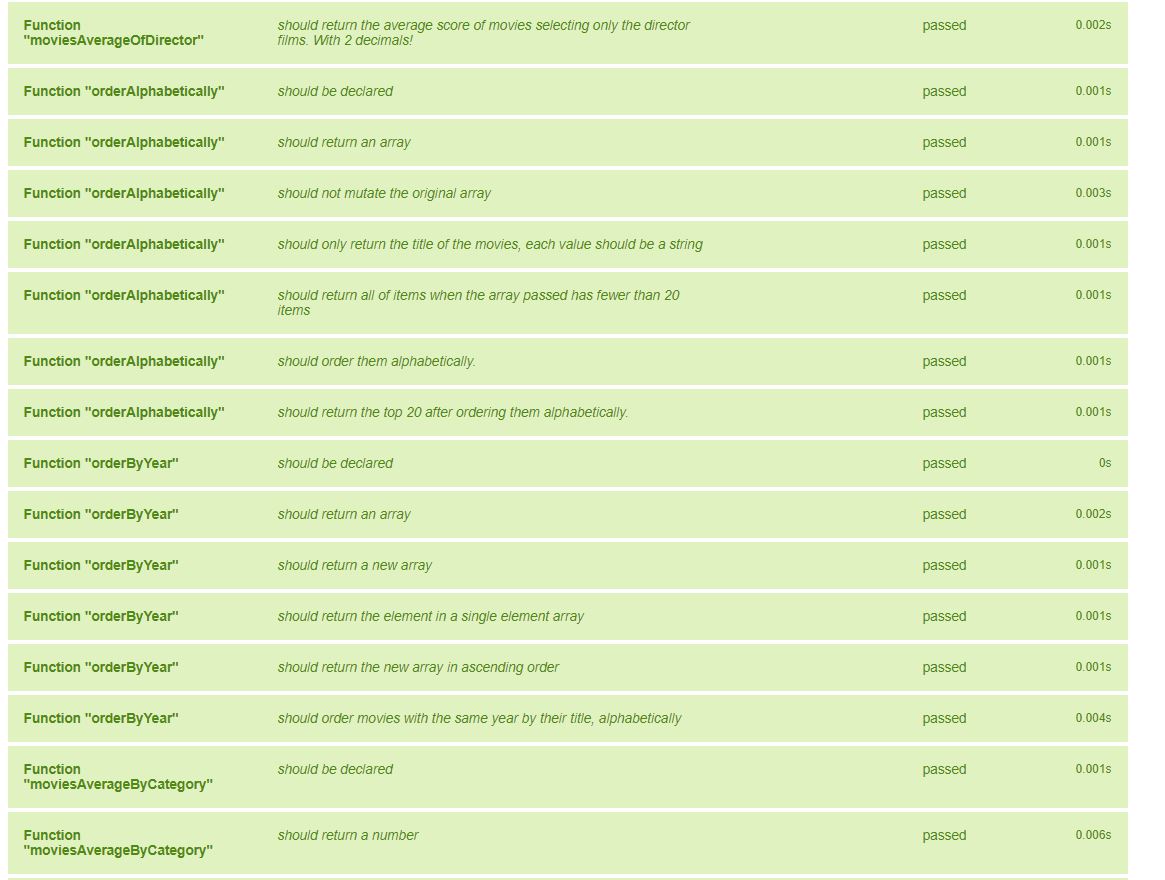 Function should return the average score of movies selecting only the director passed 0.002s
"moviesAverageOfDirector" films. With 2 decimals!
Function "orderAlphabetically" should be declared passed 0.001s
Function "orderAlphabetically" should return an array passed 0.001s
Function "orderAlphabetically" should not mutate the original array passed 0.003s
Function "orderAlphabetically" should only return the title of the movies, each value should be a string passed 0.001s
Function "orderAlphabetically" should return all of items when the array passed has fewer than 20 passed 0.001s
items
Function "orderAlphabetically" should order them alphabetically. passed 0.001s
Function "orderAlphabetically" should return the top 20 after ordering them alphabetically. passed 0.001s
Function "orderByYear" should be declared passed 0s
Function "orderByYear" should return an array passed 0.002s
Function "orderByYear" should return a new array passed 0.001s
Function "orderByYear" should return the element in a single element array passed 0.001s
Function "orderByYear" should return the new array in ascending order passed 0.001s
Function "orderByYear" should order movies with the same year by their title, alphabetically passed 0.004s
Function should be declared passed 0.001s
"moviesAverageByCategory"
Function should return a number passed 0.006s
"moviesAverageByCategory"